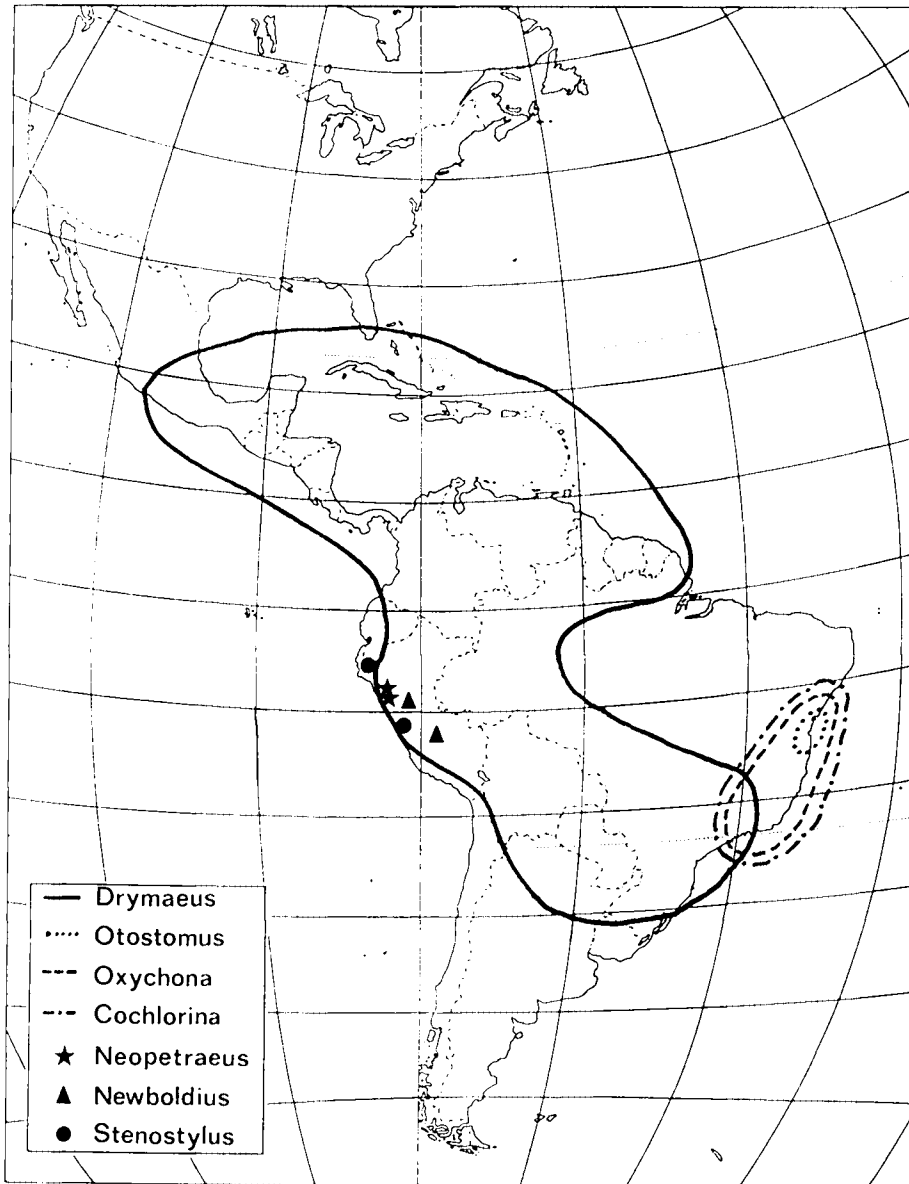 Drymaeus
Otostomus
Oxychona
Cochlorina
Neopetraeus
Newboldius
Stenostylus